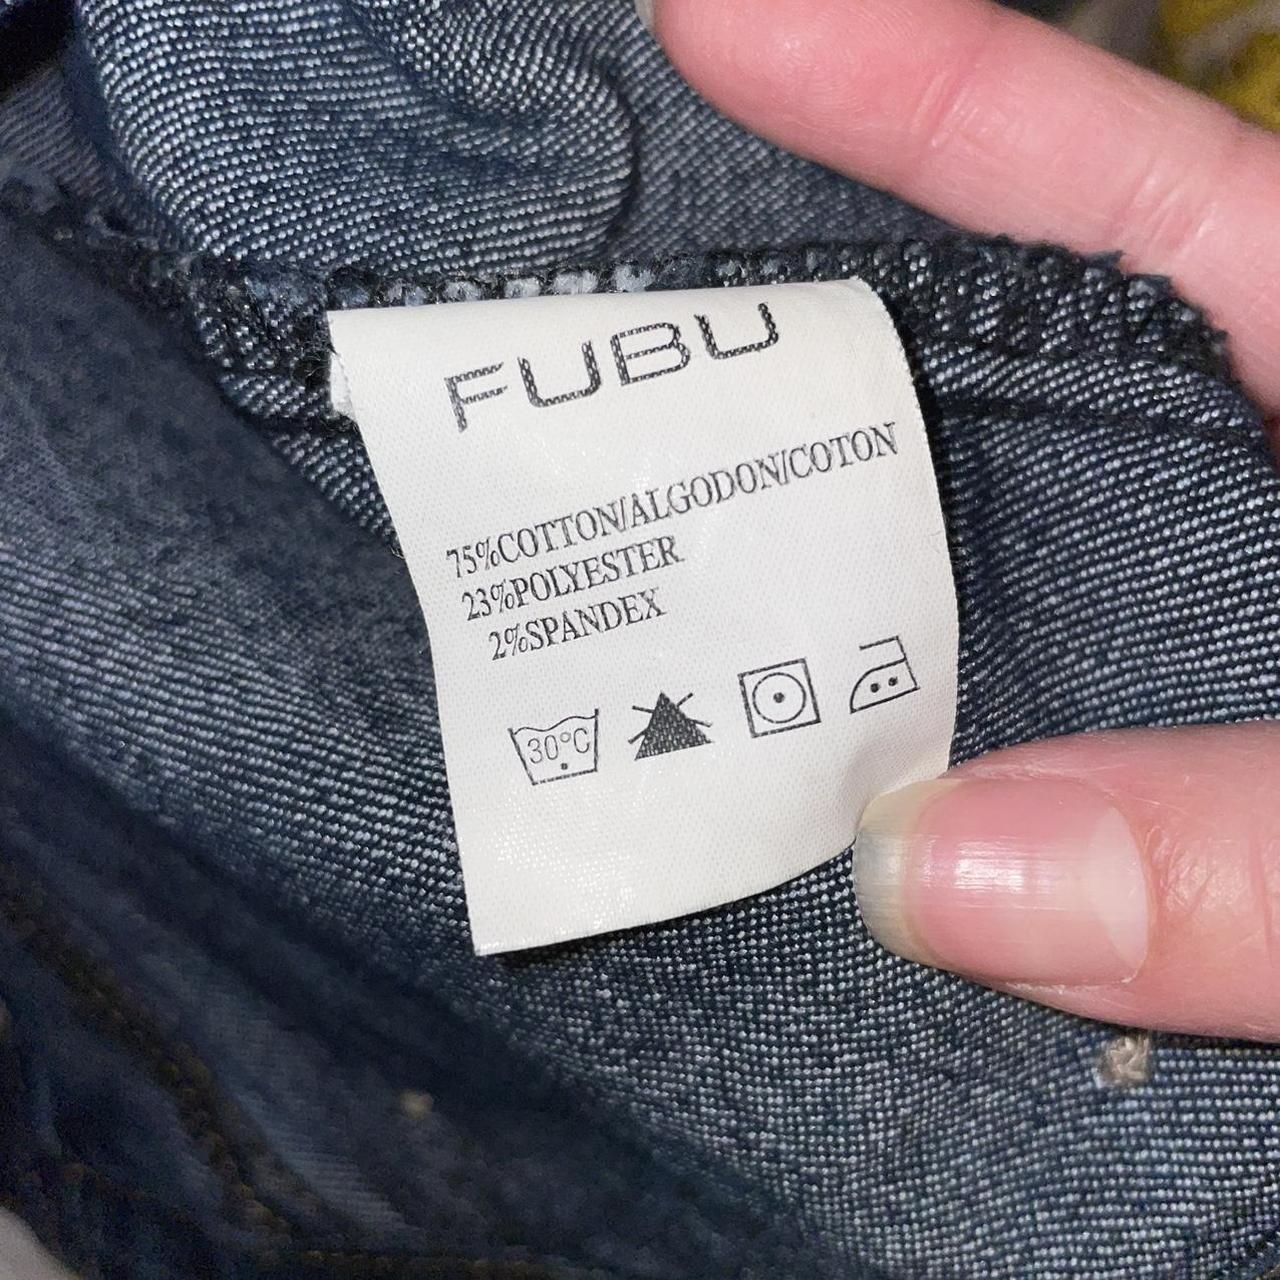 FUBU
75%COTTON/ALGODON/COTON
23%POLYESTER
2%SPANDEX
30°C